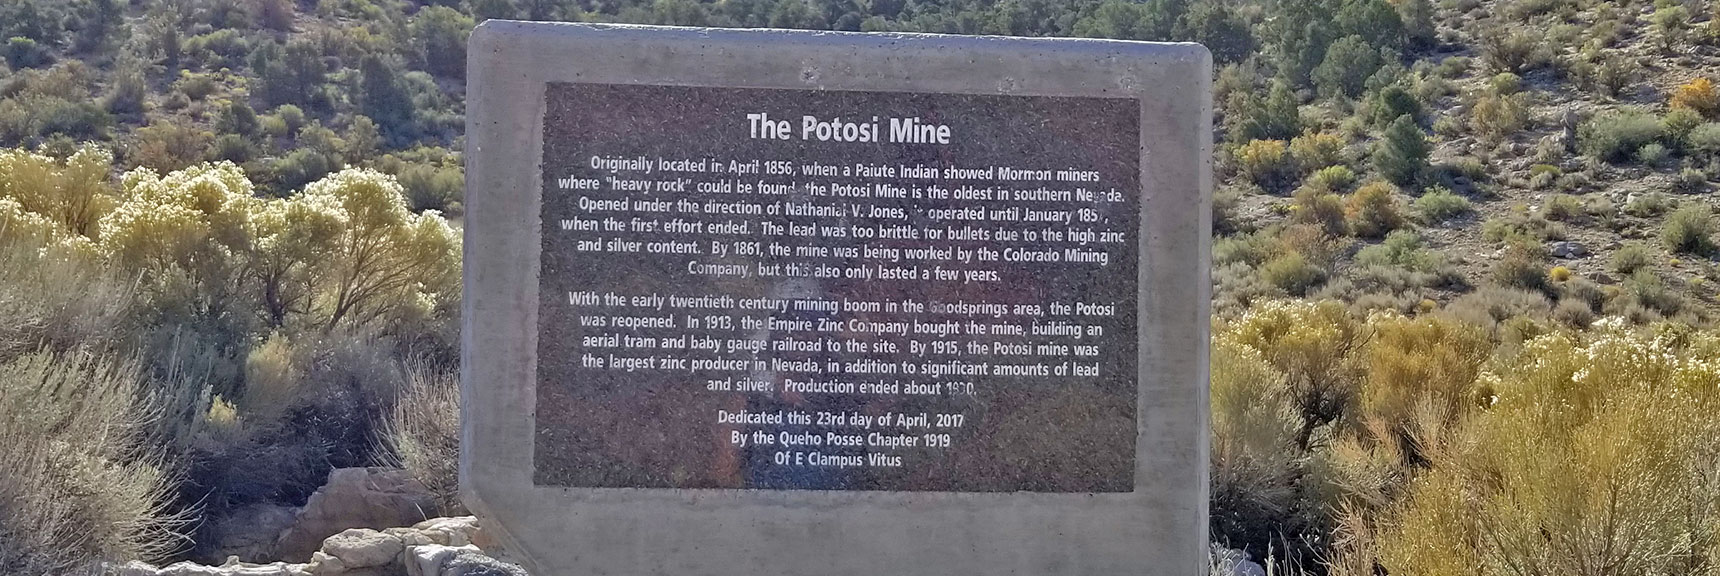 The Potosi Mine
Originally located in April 1856, when a Paiute Indian showed Mormon miners
where "heavy rock" could be found the Potosi Mine is the oldest in southern Nevada.
Opened under the direction of Nathanial V. Jones, operated until January
when the first effort ended. The lead was too brittle for bullets due to the high zinc
and silver content. By 1861, the mine was being worked by the Colorado Mining
Company, but this also only lasted a few years.
With the early twentieth century mining boom in the Goodsprings area, the Potosi
was reopened. In 1913, the Empire Zinc Company bought the mine, building an
aerial tram and baby gauge railroad to the site. By 1915, the Potosi mine was
the largest zinc producer in Nevada, in addition to significant amounts of lead
and silver. Production ended about
Dedicated this 23rd day of April, 2017
By the Queho Posse Chapter 1919
Of E Clampus Vitus